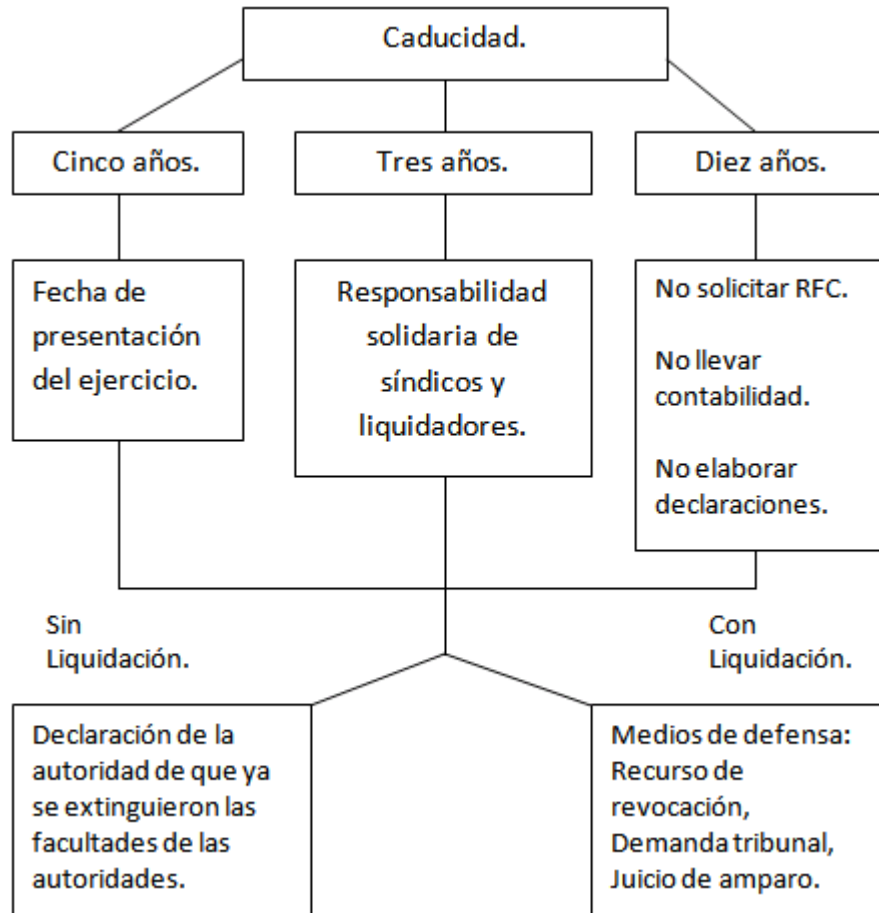 Caducidad.
Cinco años.
Tres años.
Diez años.
Fecha de
presentación
del ejercicio.
Responsabilidad
solidaria de
síndicos y
liquidadores.
No solicitar RFC.
No llevar
contabilidad.
No elaborar
declaraciones.
Sin
Liquidación.
Con
Liquidación.
Declaración de la
autoridad de que ya
se extinguieron las
facultades de las
autoridades.
Medios de defensa:
Recurso de
revocación,
Demanda tribunal,
Juicio de amparo.